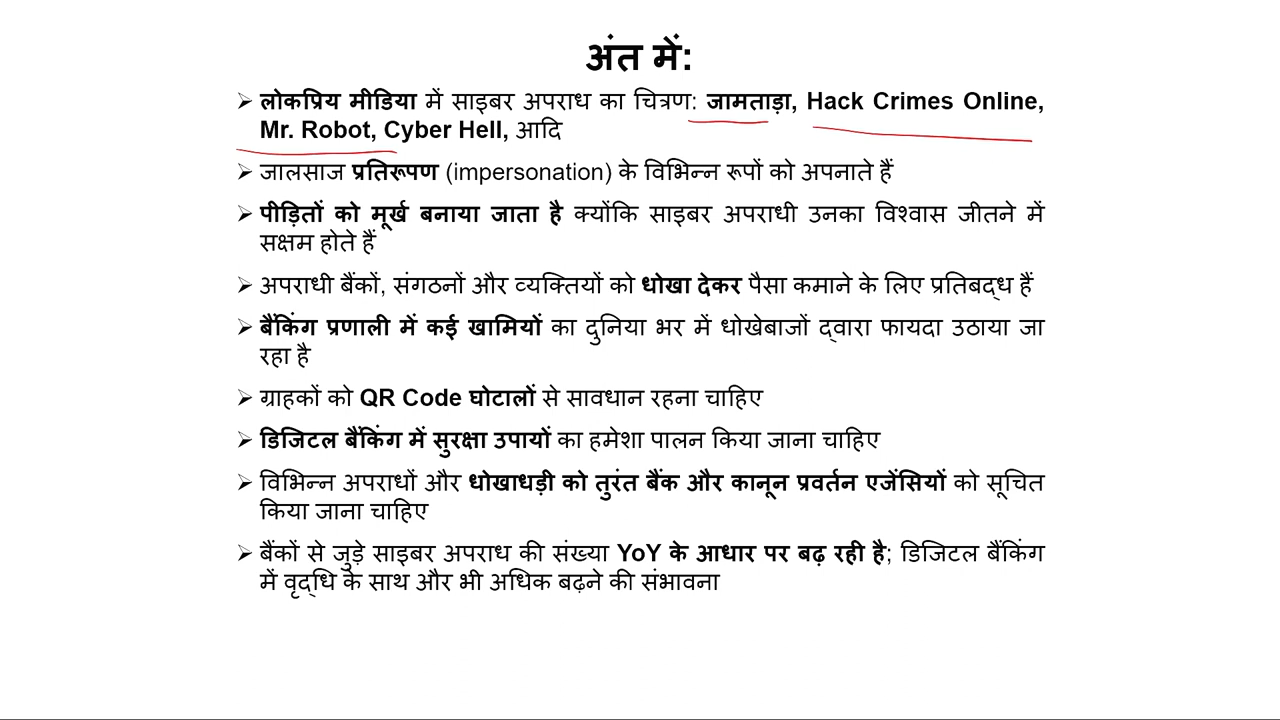 अंत में:
➢ लोकप्रिय मीडिया में साइबर अपराध का चित्रण: जामताड़ा, Hack Crimes Online,
Mr. Robot, Cyber Hell, आदि
➢ जालसाज प्रतिरूपण (impersonation) के विभिन्न रूपों को अपनाते हैं
➢ पीड़ितों को मूर्ख बनाया जाता है क्योंकि साइबर अपराधी उनका विश्वास जीतने में
सक्षम होते हैं
➢ अपराधी बैंकों, संगठनों और व्यक्तियों को धोखा देकर पैसा कमाने के लिए प्रतिबद्ध हैं
➢ बैंकिंग प्रणाली में कई खामियों का दुनिया भर में धोखेबाजों द्वारा फायदा उठाया जा
रहा है
➢ ग्राहकों को QR Code घोटालों से सावधान रहना चाहिए
➢ डिजिटल बैंकिंग में सुरक्षा उपायों का हमेशा पालन किया जाना चाहिए
➢ विभिन्न अपराधों और धोखाधड़ी को तुरंत बैंक और कानून प्रवर्तन एजेंसियों को सूचित
किया जाना चाहिए
➢ बैंकों से जुड़े साइबर अपराध की संख्या YoY के आधार पर बढ़ रही है; डिजिटल बैंकिंग
में वृद्धि के साथ और भी अधिक बढ़ने की संभावना